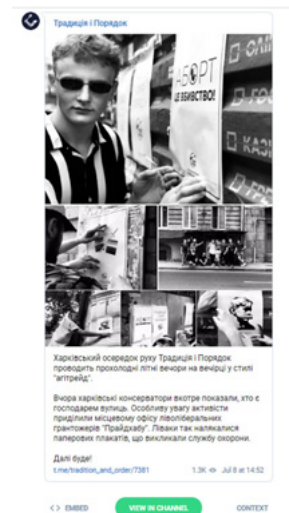 Традиція і Порядок
АБОРТ
ЦЕ ВБИВСТВО!
Харківський осередок руху Традиція і Порядок
проводить прохолодні літні вечори на вечірці у стилі
"агітрейд".
Вчора харківські консерватори вкотре показали, хто є
господарем вулиць. Особливу увагу активісти
приділили місцевому офісу ліволіберальних
грантожерів "Прайдхабу".Ліваки так налякалися
паперових плакатів, що викликали службу охорони.
Далі буде!
t.me/tradition_and_order/7381 1.3K Jul 8 at 14:52
<> EMBED VIEW IN CHANNEL CONTEXT